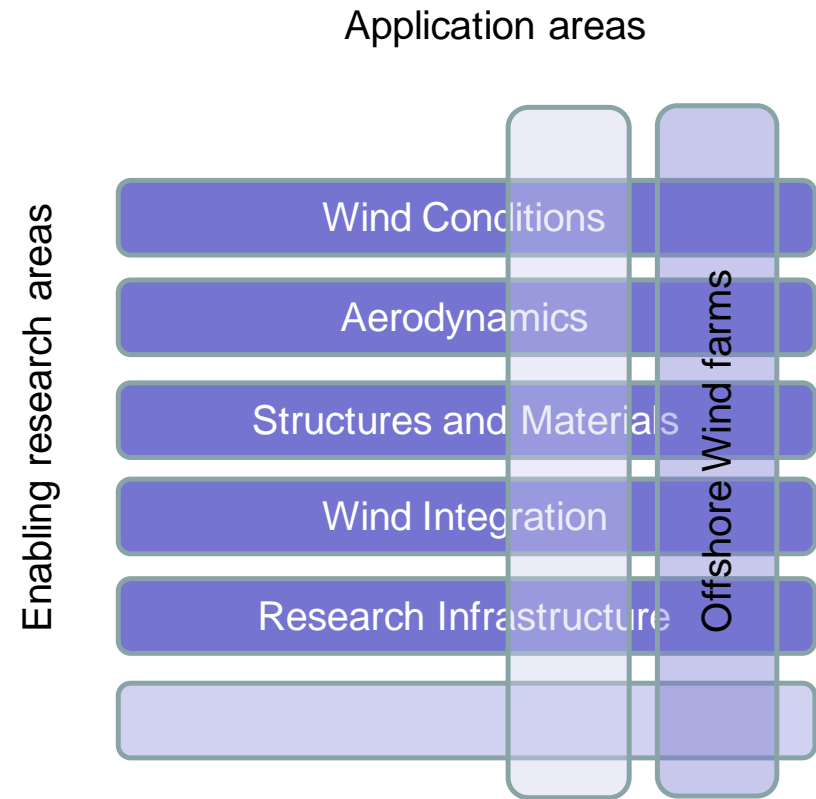 Application areas
Enabling research areas
Wind Conditions
Aerodynamics
Structures and Materials
Wind Integration
Research Infrastructure
Offshore Wind farms